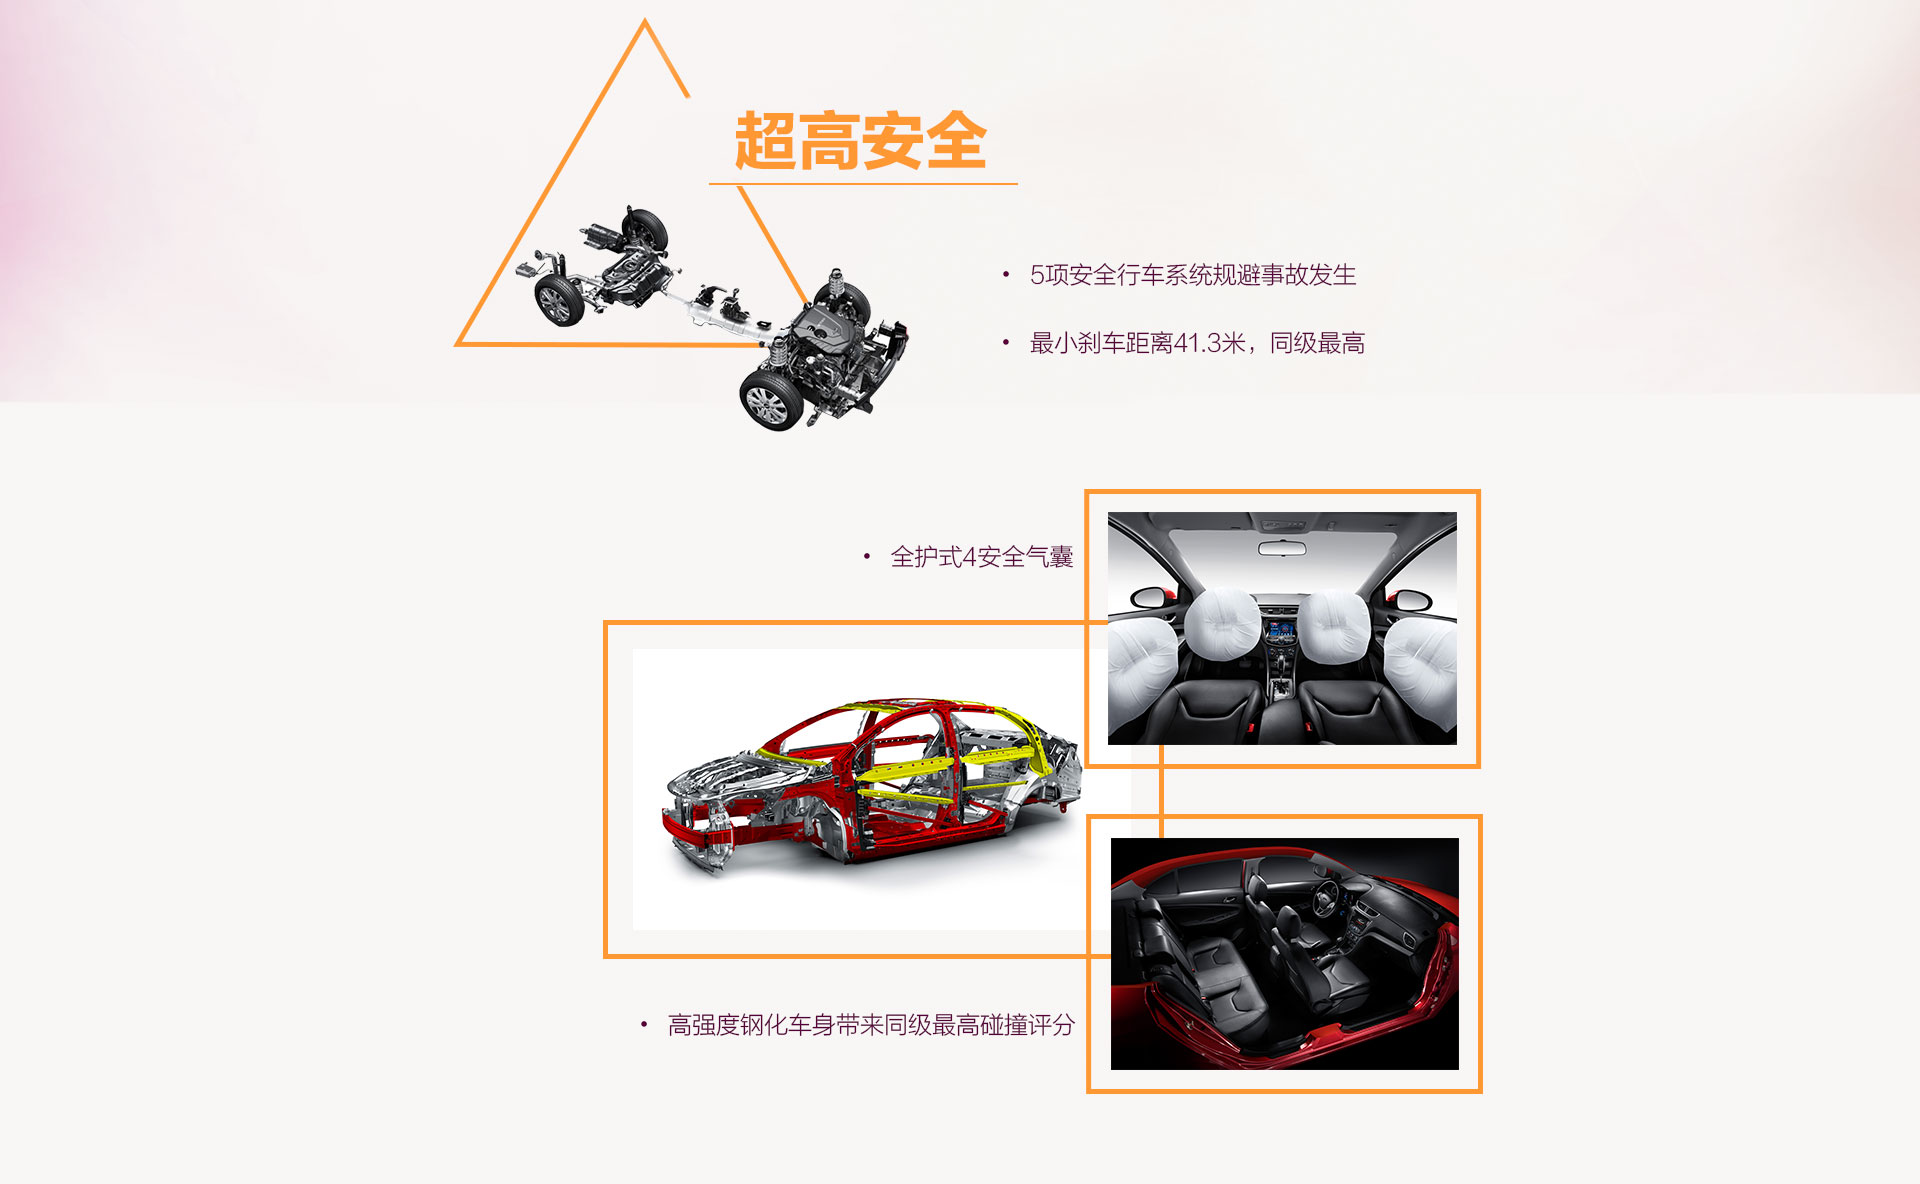 超高安全
• 5项安全行车系统规避事故发生
• 最小刹车距离41.3米，同级最高
• 全护式4安全气囊
• 高强度钢化车身带来同级最高碰撞评分